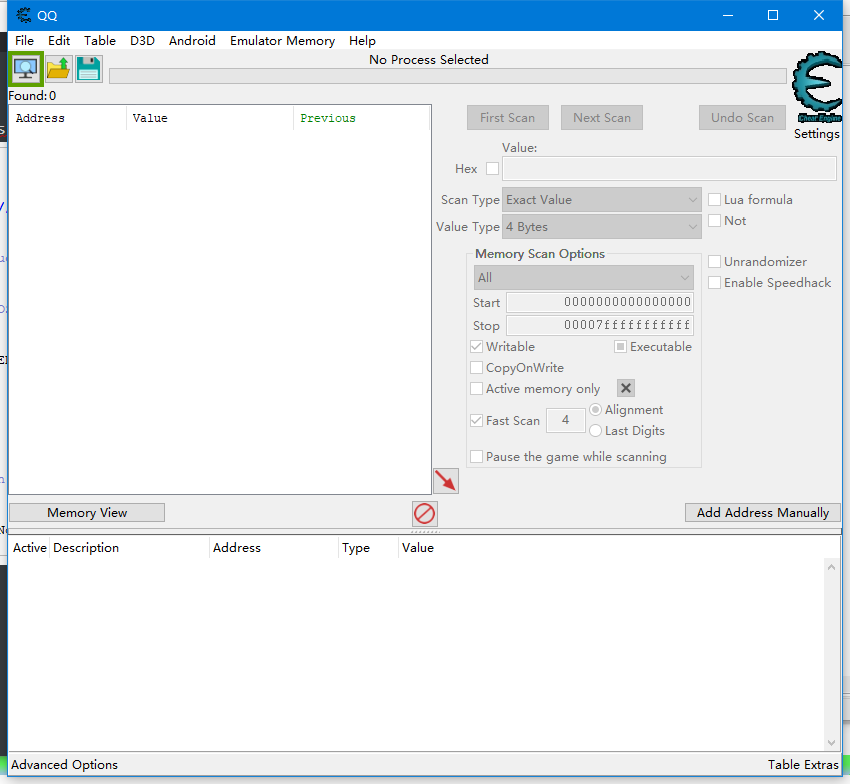 QQ
File Edit Table D3D Android Emulator Memory Help
No Process Selected
Found: 0
Address Value Previous
First Scan Next Scan Undo Scan
Cheat Engine
Settings
Value:
Hex
Scan Type Exact Value Lua formula
Value Type 4 Bytes Not
Memory Scan Options
All
Unrandomizer
Enable Speedhack
Start 0000000000000000
Stop 00007fffffffffff
Writable Executable
CopyOnWrite
Active memory only
Fast Scan 4 Alignment
Last Digits
Pause the game while scanning
Memory View Add Address Manually
Active Description Address Type Value
Advanced Options Table Extras